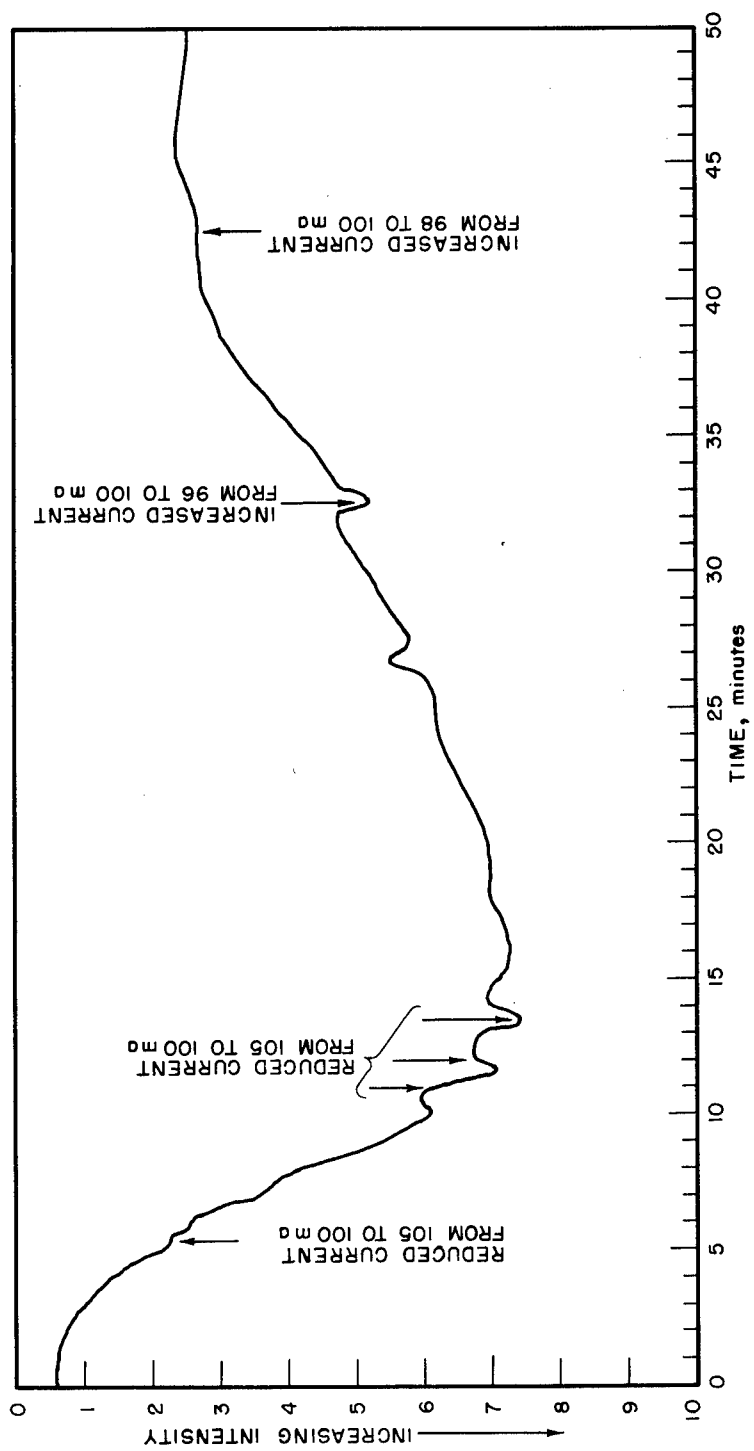 INCREASING INTENSITY
0
1
2
3
4
5
6
7
8
9
10
REDUCED CURRENT
FROM 105 TO 100 ma
REDUCED CURRENT
FROM 105 TO 100 ma
INCREASED CURRENT
FROM 96 TO 100 ma
INCREASED CURRENT
FROM 98 TO 100 ma
0
5
10
15
20
25
30
35
40
45
50
TIME, minutes